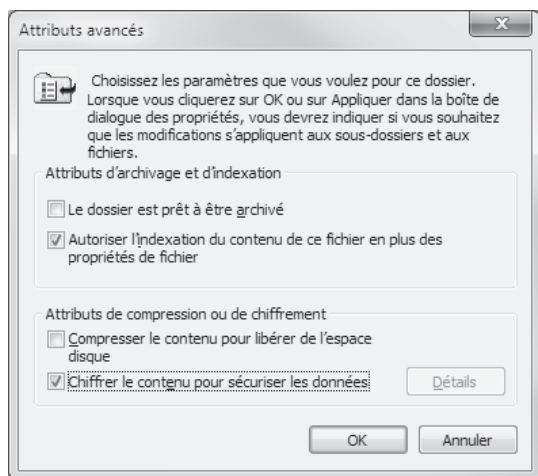 Attributs avancés
Choisissez les paramètres que vous voulez pour ce dossier.
Lorsque vous cliquerez sur OK ou sur Appliquer dans la boîte de
dialogue des propriétés, vous devrez indiquer si vous souhaitez
que les modifications s'appliquent aux sous-dossiers et aux
fichiers.
Attributs d'archivage et d'indexation
Le dossier est prêt à être archivé
Autoriser l'indexation du contenu de ce fichier en plus des
propriétés de fichier
Attributs de compression ou de chiffrement
Compresser le contenu pour libérer de l'espace
disque
Chiffrer le contenu pour sécuriser les données
Détails
OK
Annuler